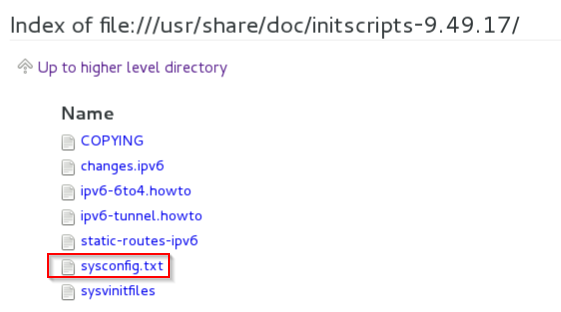 Index of file:///usr/share/doc/initscripts-9.49.17/
Up to higher level directory
Name
COPYING
changes.ipv6
ipv6-6to4.howto
ipv6-tunnel.howto
static-routes-ipv6
sysconfig.txt
sysvinitfiles